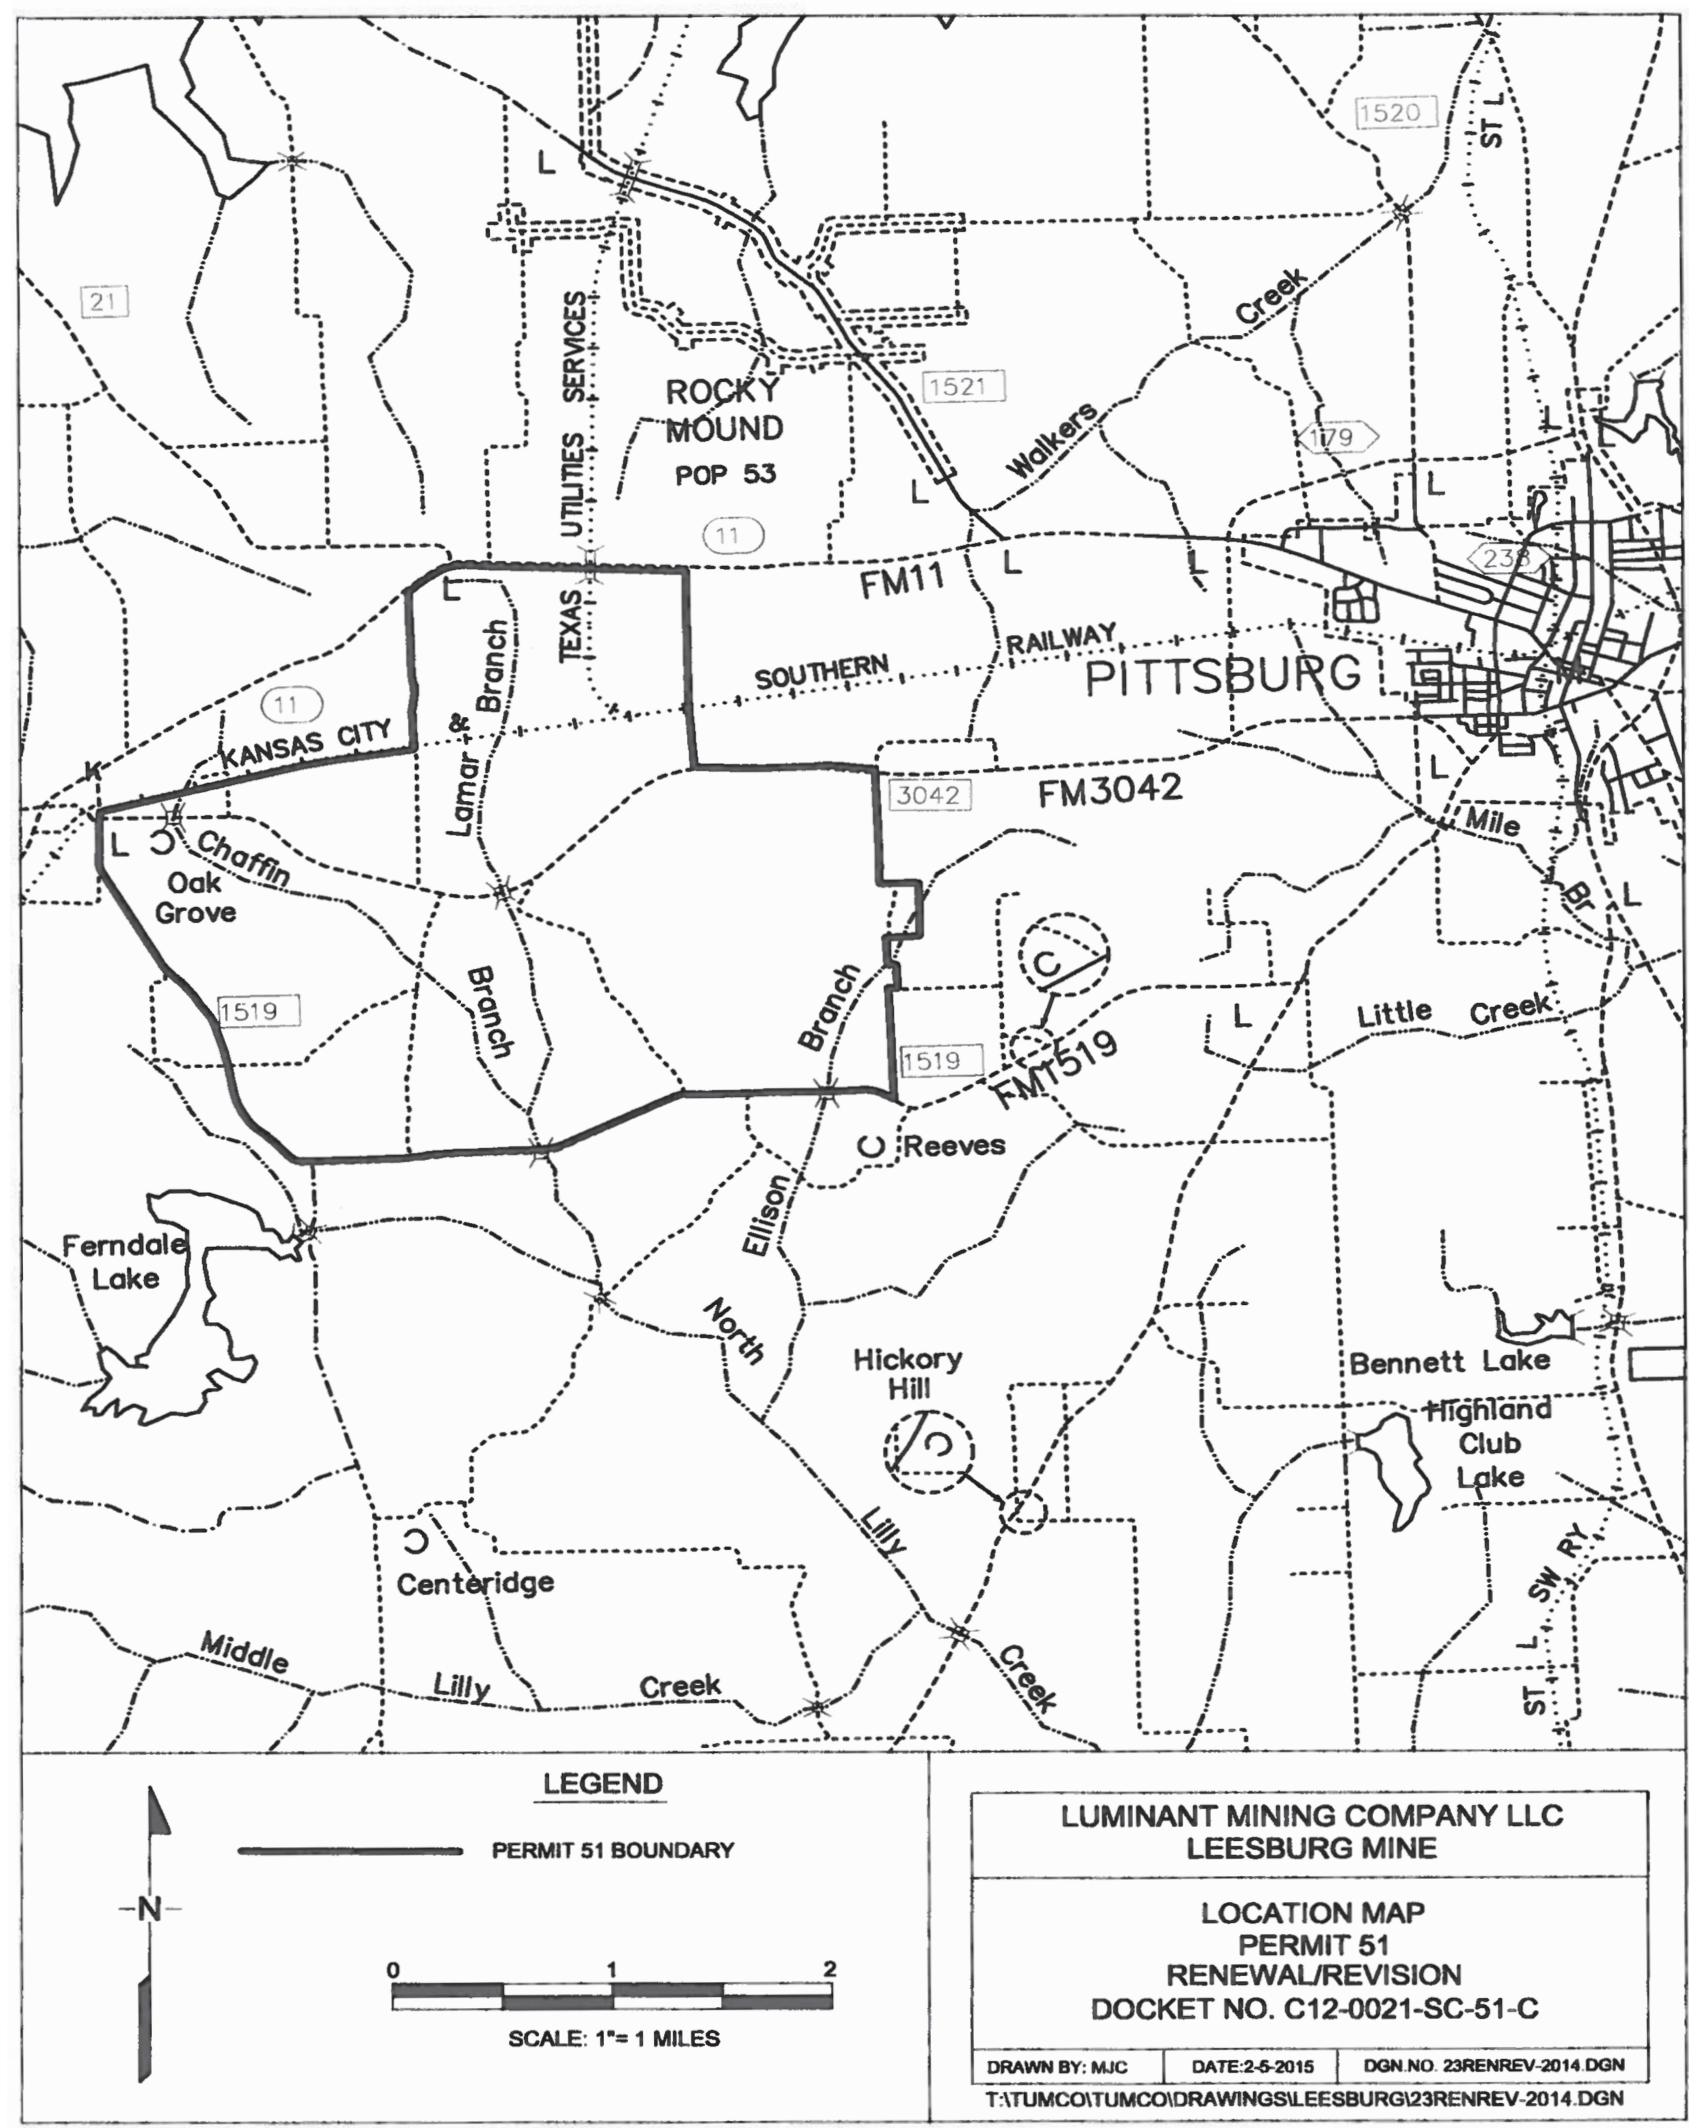 1520
ST L
L
21
Creek
UTILITIES SERVICES
ROCKY
MOUND
POP 53
1521
Walkers
179
L
L
L
11
FM11
L
L
238
L
TEXAS
Branch
SOUTHERN
RAILWAY
PITTSBURG
11
KANSAS CITY
Lamar &
K
L
3042
FM3042
Mile
L
L
C
Chaffin
Oak
Grove
Br
L
C
Branch
Branch
1519
L
Little Creek
1519
FM1519
C
Reeves
Ellison
Ferndale
Lake
North
Hickory
Hill
C
Bennett Lake
Highland
Club
Lake
Lilly
C
Centeridge
SW RY
L
ST
Middle
Lilly
Creek
Creek
LEGEND
PERMIT 51 BOUNDARY
-N-
0 1 2
SCALE: 1"= 1 MILES
LUMINANT MINING COMPANY LLC
LEESBURG MINE
LOCATION MAP
PERMIT 51
RENEWAL/REVISION
DOCKET NO. C12-0021-SC-51-C
DRAWN BY: MJC
DATE:2-5-2015
DGN.NO. 23RENREV-2014.DGN
T:\TUMCO\TUMCO\DRAWINGS\LEESBURG\23RENREV-2014.DGN